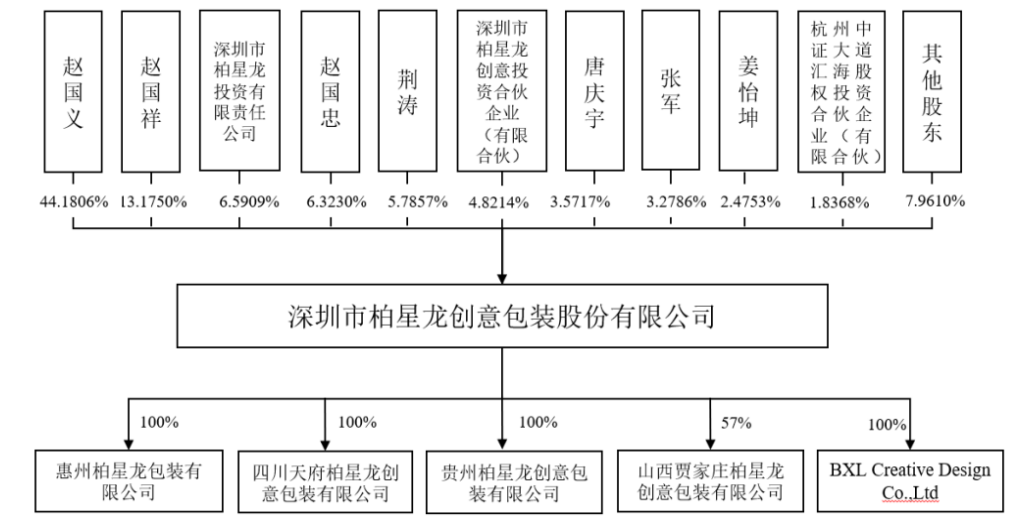 赵国义
赵国祥
深圳市
柏星龙
投资有
限责任
公司
赵国忠
荆涛
深圳市
柏星龙
创意投
资合伙
企业
（有限
合伙）
唐庆宇
张军
姜怡坤
杭州中
证大道
汇海股
权投资
合伙企
业（有
限合伙）
其他股东
44.1806%
13.1750%
6.5909%
6.3230%
5.7857%
4.8214%
3.5717%
3.2786%
2.4753%
1.8368%
7.9610%
深圳市柏星龙创意包装股份有限公司
100%
100%
100%
57%
100%
惠州柏星龙包装有
限公司
四川天府柏星龙创
意包装有限公司
贵州柏星龙创意包
装有限公司
山西贾家庄柏星龙
创意包装有限公司
BXL Creative Design
Co.,Ltd